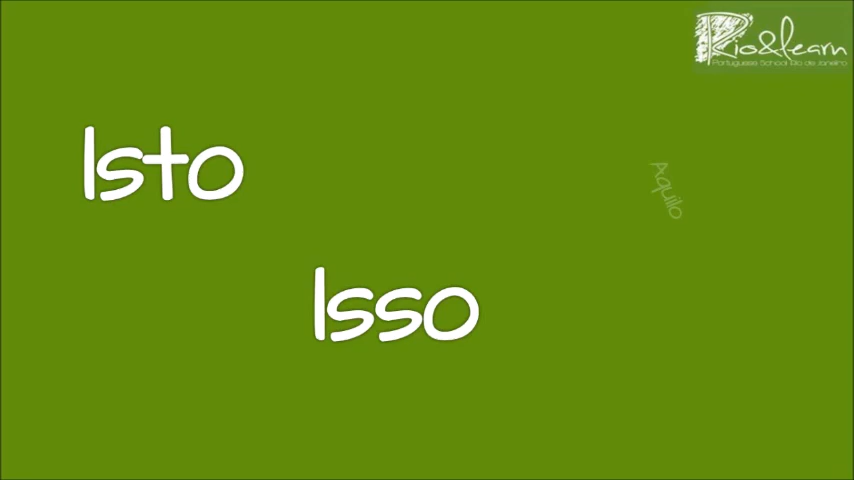 Rio&learn
Portuguese School Rio de Janeiro
Isto
Aquilo
Isso